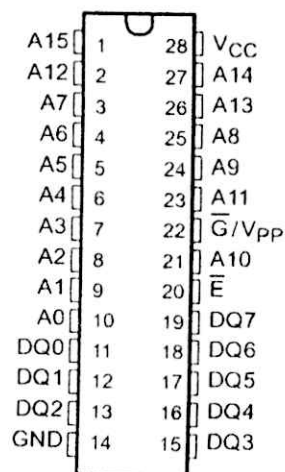 A15 1 28 VCC
A12 2 27 A14
A7 3 26 A13
A6 4 25 A8
A5 5 24 A9
A4 6 23 A11
A3 7 22 G̅/VPP
A2 8 21 A10
A1 9 20 E̅
A0 10 19 DQ7
DQ0 11 18 DQ6
DQ1 12 17 DQ5
DQ2 13 16 DQ4
GND 14 15 DQ3